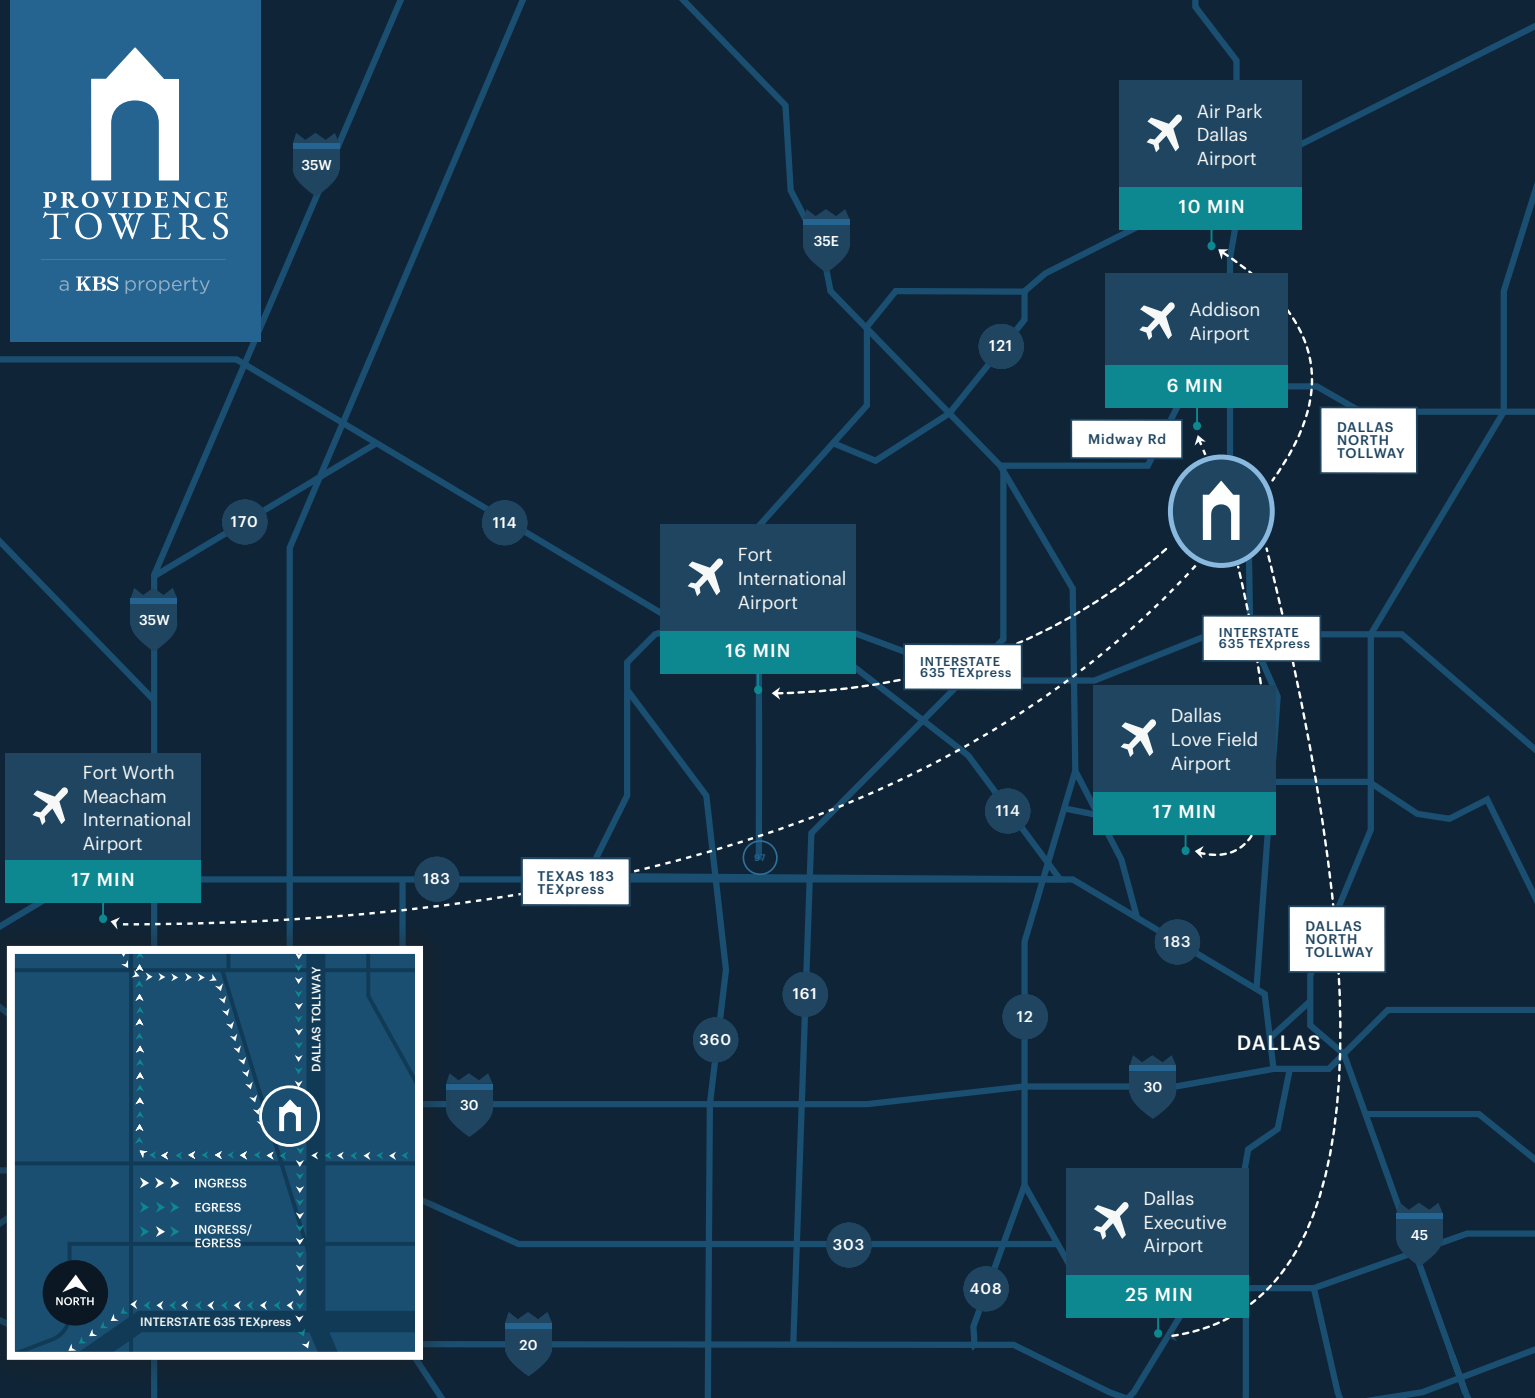 PROVIDENCE
TOWERS
a KBS property
35W
35E
Air Park
Dallas
Airport
10 MIN
Addison
Airport
6 MIN
121
Midway Rd
DALLAS
NORTH
TOLLWAY
170
114
Fort
International
Airport
16 MIN
35W
INTERSTATE
635 TEXpress
INTERSTATE
635 TEXpress
Dallas
Love Field
Airport
17 MIN
Fort Worth
Meacham
International
Airport
17 MIN
114
97
183
TEXAS 183
TEXpress
183
DALLAS
NORTH
TOLLWAY
161
12
360
DALLAS
30
30
DALLAS TOLLWAY
INGRESS
EGRESS
INGRESS/
EGRESS
NORTH
INTERSTATE 635 TEXpress
Dallas
Executive
Airport
25 MIN
303
408
45
20